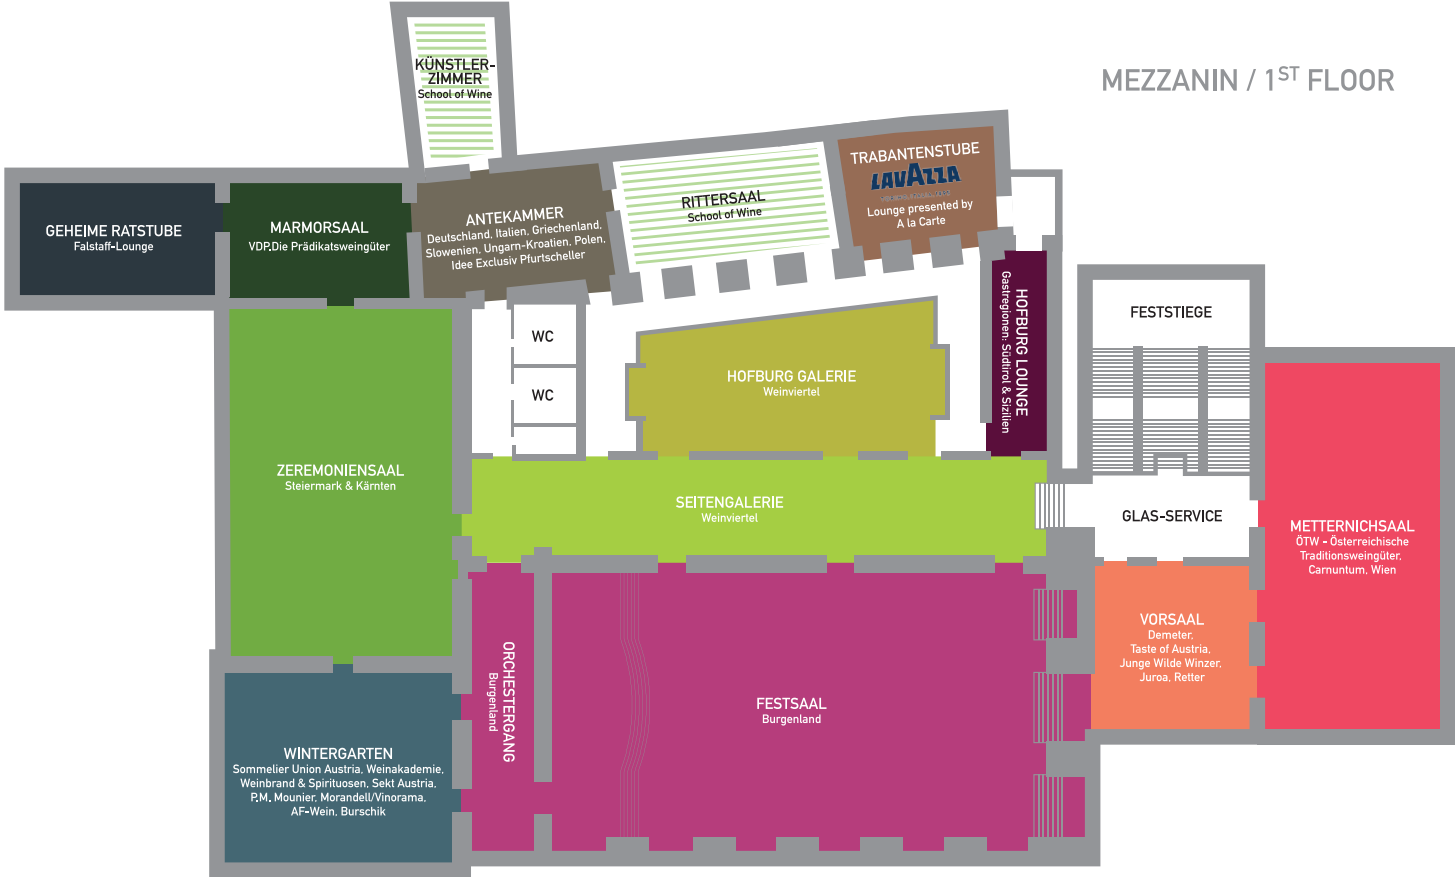 MEZZANIN / 1ST FLOOR
KÜNSTLER-
ZIMMER
School of Wine
TRABANTENSTUBE
LAVAZZA
Lounge presented by
A la Carte
RITTERSAAL
School of Wine
ANTEKAMMER
Deutschland, Italien, Griechenland,
Slowenien, Ungarn-Kroatien, Polen,
Idee Exclusiv Pfurtscheller
MARMORSAAL
VDP.Die Prädikatsweingüter
GEHEIME RATSTUBE
Falstaff-Lounge
HOFBURG LOUNGE
Gastregionen: Südtirol & Sizilien
FESTSTIEGE
WC
WC
HOFBURG GALERIE
Weinviertel
ZEREMONIENSAAL
Steiermark & Kärnten
SEITENGALERIE
Weinviertel
GLAS-SERVICE
METTERNICHSAAL
ÖTW - Österreichische
Traditionsweingüter,
Carnuntum, Wien
VORSAAL
Demeter,
Taste of Austria,
Junge Wilde Winzer,
Juroa, Retter
ORCHESTERGANG
Burgenland
FESTSAAL
Burgenland
WINTERGARTEN
Sommelier Union Austria, Weinakademie,
Weinbrand & Spirituosen, Sekt Austria,
P.M. Mounier, Morandell/Vinorama,
AF-Wein, Burschik